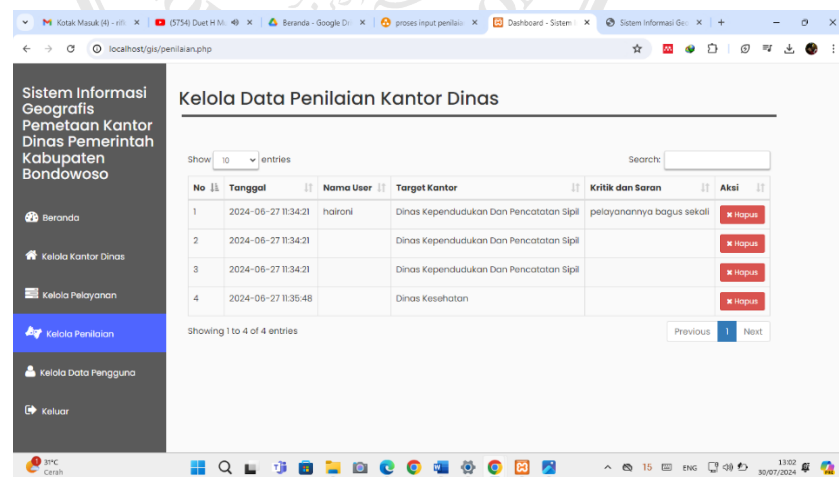 Kotak Masuk (4) - rifi
(5754) Duet H M
Beranda - Google Dri
proses input penilaia
Dashboard - Sistem I
Sistem Informasi Geo
localhost/gis/penilaian.php
Sistem Informasi
Geografis
Pemetaan Kantor
Dinas Pemerintah
Kabupaten
Bondowoso
Beranda
Kelola Kantor Dinas
Kelola Pelayanan
Kelola Penilaian
Kelola Data Pengguna
Keluar
Kelola Data Penilaian Kantor Dinas
Show 10 entries
Search:
No Tanggal Nama User Target Kantor Kritik dan Saran Aksi
1 2024-06-27 11:34:21 haironi Dinas Kependudukan Dan Pencatatan Sipil pelayanannya bagus sekali Hapus
2 2024-06-27 11:34:21 Dinas Kependudukan Dan Pencatatan Sipil Hapus
3 2024-06-27 11:34:21 Dinas Kependudukan Dan Pencatatan Sipil Hapus
4 2024-06-27 11:35:48 Dinas Kesehatan Hapus
Showing 1 to 4 of 4 entries
Previous 1 Next
31°C
Cerah
15 ENG
13:02
30/07/2024